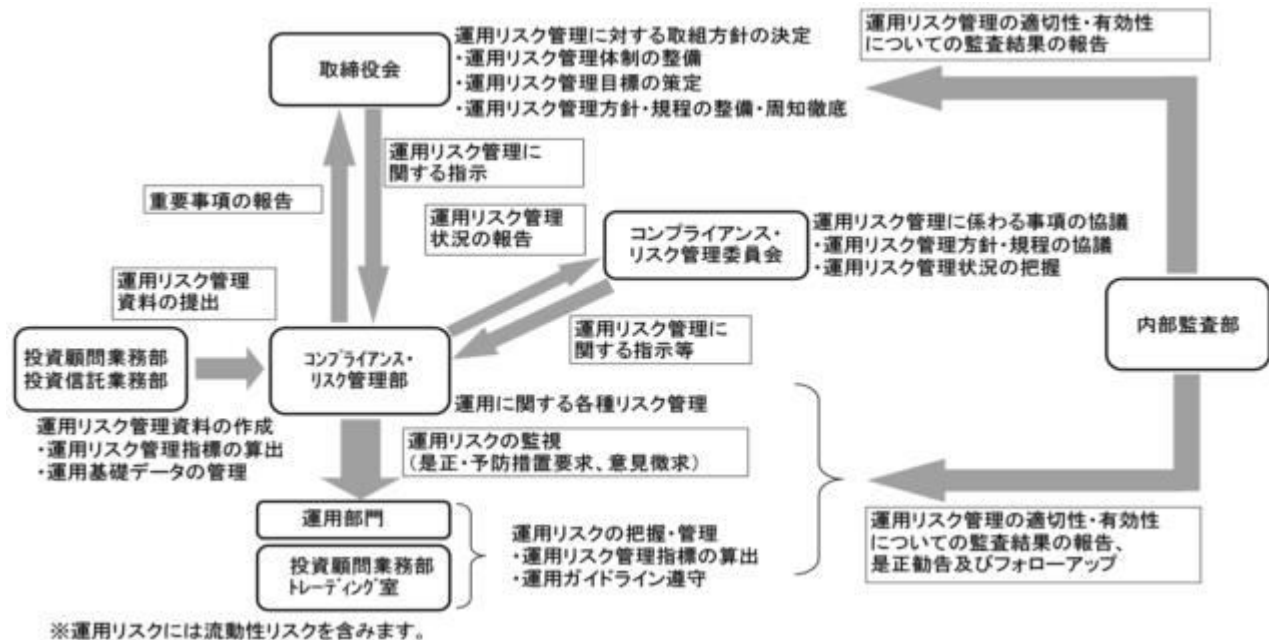 運用リスク管理に対する取組方針の決定
・運用リスク管理体制の整備
・運用リスク管理目標の策定
・運用リスク管理方針・規程の整備・周知徹底
取締役会
運用リスク管理の適切性・有効性
についての監査結果の報告
運用リスク管理に
関する指示
重要事項の報告
運用リスク管理
状況の報告
コンプライアンス・
リスク管理委員会
運用リスク管理に係わる事項の協議
・運用リスク管理方針・規程の協議
・運用リスク管理状況の把握
運用リスク管理
資料の提出
運用リスク管理に
関する指示等
内部監査部
投資顧問業務部
投資信託業務部
コンプライアンス・
リスク管理部
運用に関する各種リスク管理
運用リスク管理資料の作成
・運用リスク管理指標の算出
・運用基礎データの管理
運用リスクの監視
(是正・予防措置要求、意見徴求)
運用部門
投資顧問業務部
トレーディング室
運用リスクの把握・管理
・運用リスク管理指標の算出
・運用ガイドライン遵守
運用リスク管理の適切性・有効性
についての監査結果の報告、
是正勧告及びフォローアップ
※運用リスクには流動性リスクを含みます。